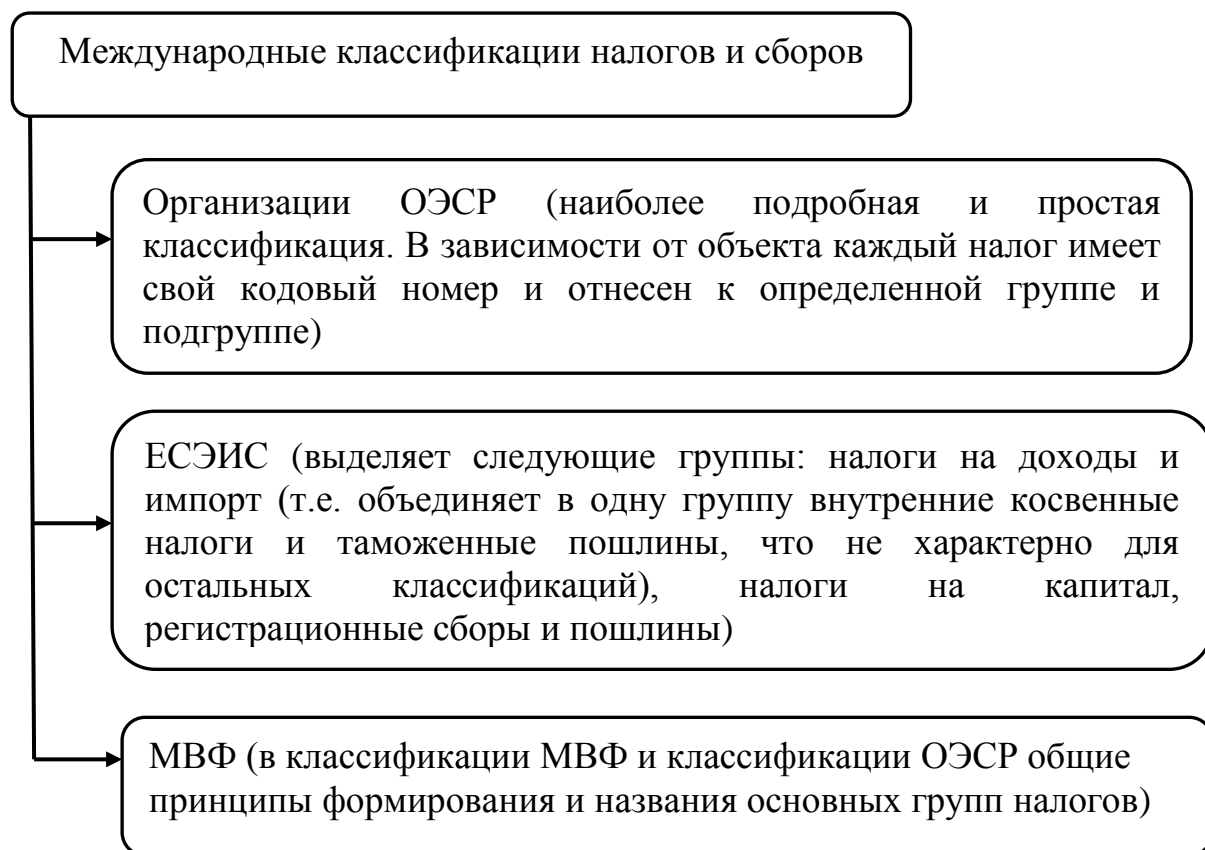 Международные классификации налогов и сборов
Организации ОЭСР (наиболее подробная и простая
классификация. В зависимости от объекта каждый налог имеет
свой кодовый номер и отнесен к определенной группе и
подгруппе)
ЕСЭИС (выделяет следующие группы: налоги на доходы и
импорт (т.е. объединяет в одну группу внутренние косвенные
налоги и таможенные пошлины, что не характерно для
остальных классификаций), налоги на капитал,
регистрационные сборы и пошлины)
МВФ (в классификации МВФ и классификации ОЭСР общие
принципы формирования и названия основных групп налогов)